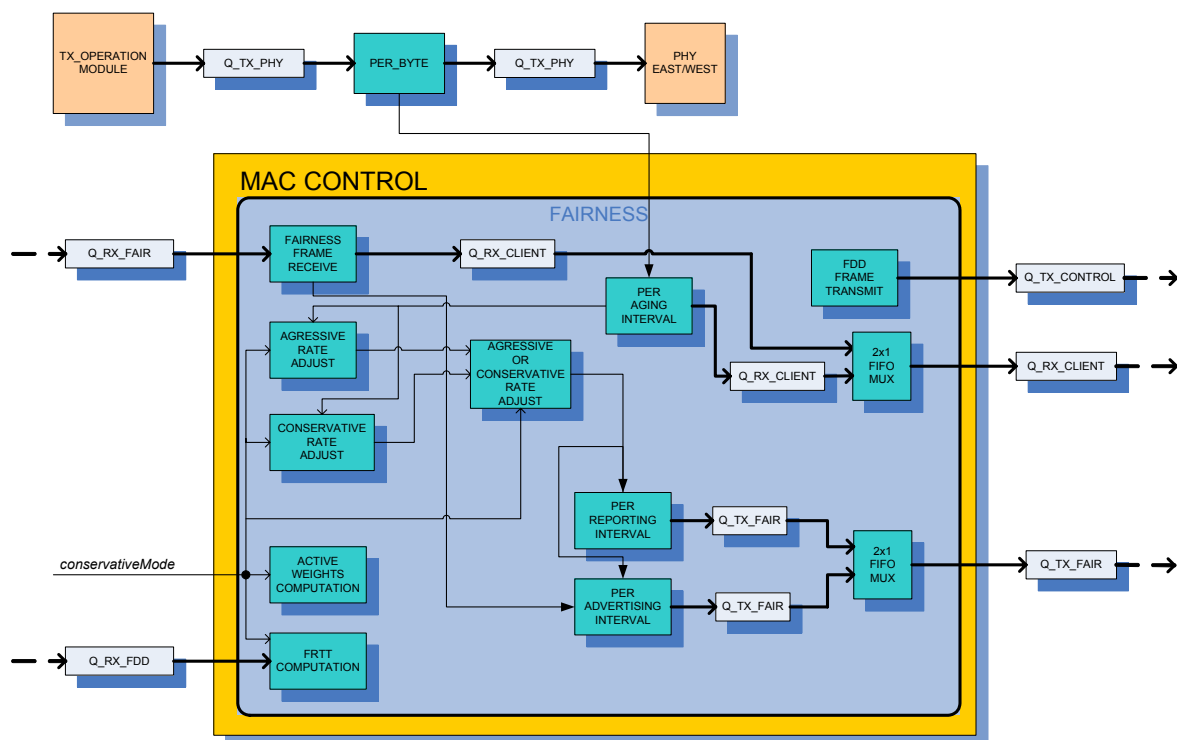 TX_OPERATION
MODULE
Q_TX_PHY
PER_BYTE
Q_TX_PHY
PHY
EAST/WEST
MAC CONTROL
FAIRNESS
Q_RX_FAIR
FAIRNESS
FRAME
RECEIVE
Q_RX_CLIENT
FDD
FRAME
TRANSMIT
Q_TX_CONTROL
PER
AGING
INTERVAL
AGRESSIVE
RATE
ADJUST
AGRESSIVE
OR
CONSERVATIVE
RATE
ADJUST
Q_RX_CLIENT
2x1
FIFO
MUX
Q_RX_CLIENT
CONSERVATIVE
RATE
ADJUST
PER
REPORTING
INTERVAL
Q_TX_FAIR
2x1
FIFO
MUX
Q_TX_FAIR
conservativeMode
ACTIVE
WEIGHTS
COMPUTATION
PER
ADVERTISING
INTERVAL
Q_TX_FAIR
Q_RX_FDD
FRTT
COMPUTATION